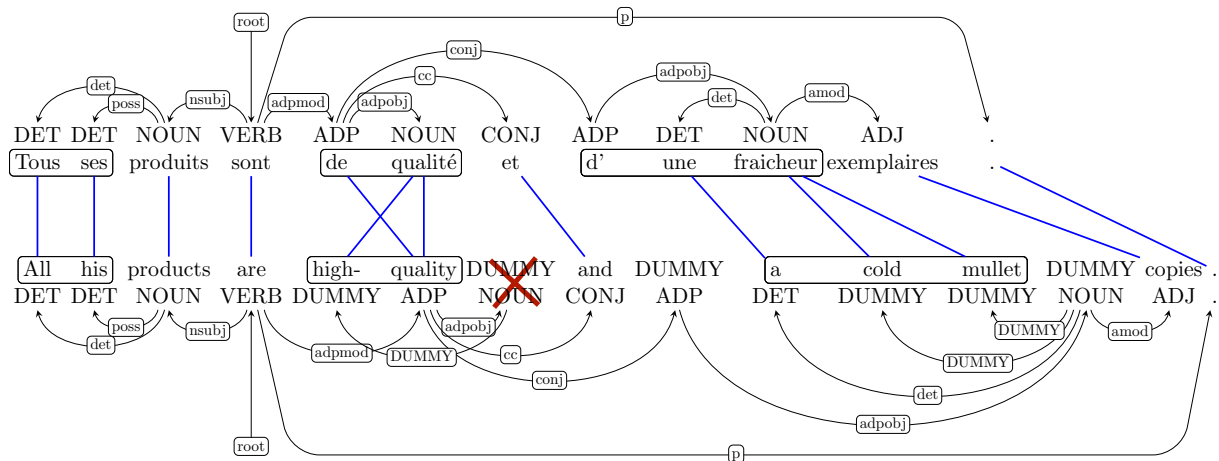 root
p
conj
cc
det poss nsubj adpmod adpobj adpobj det amod
DET DET NOUN VERB ADP NOUN CONJ ADP DET NOUN ADJ .
Tous ses produits sont de qualité et d' une fraicheur exemplaires .
All his products are high- quality DUMMY and DUMMY a cold mullet DUMMY copies .
DET DET NOUN VERB DUMMY ADP NOUN CONJ ADP DET DUMMY DUMMY NOUN ADJ .
det poss nsubj adpmod adpobj DUMMY cc DUMMY amod
DUMMY
conj
det
adpobj
root
p